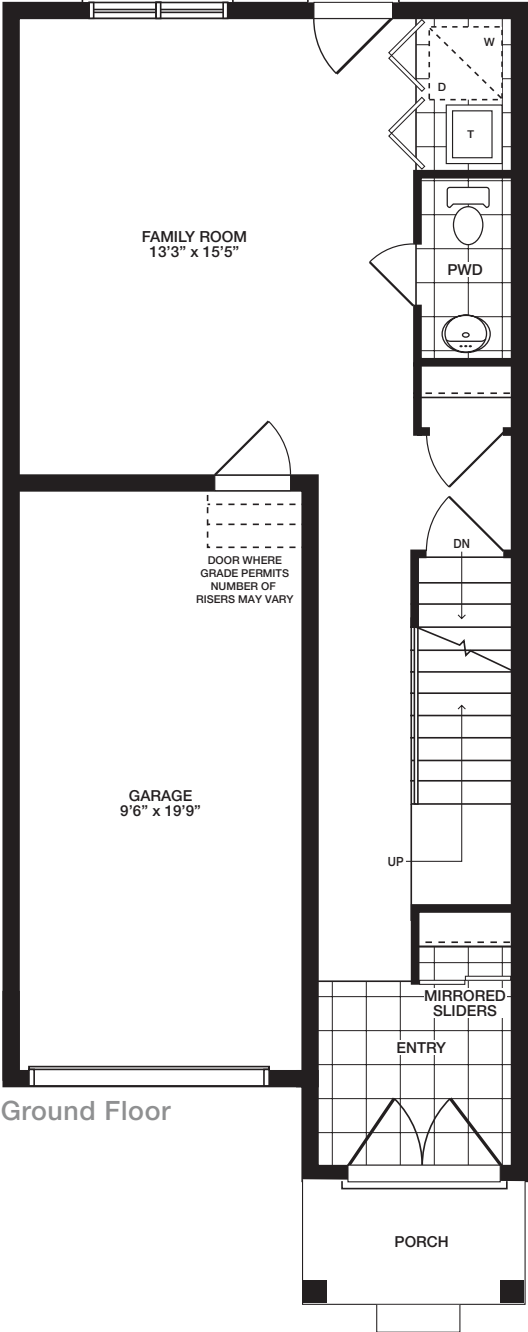 W
D
T
FAMILY ROOM
13’3” x 15’5”
PWD
DN
DOOR WHERE
GRADE PERMITS
NUMBER OF
RISERS MAY VARY
GARAGE
9’6” x 19’9”
UP
MIRRORED
SLIDERS
ENTRY
Ground Floor
PORCH